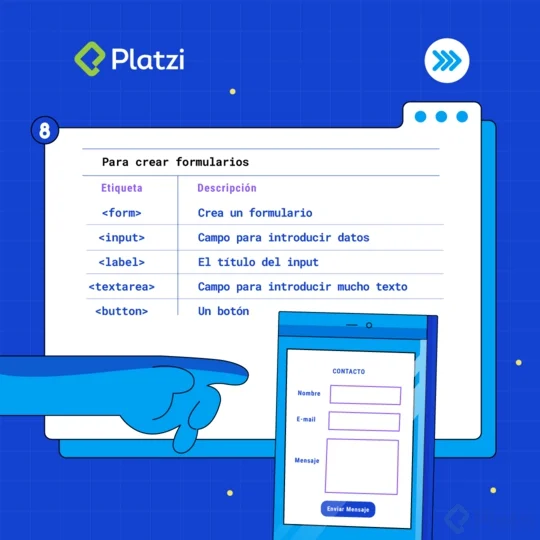 Platzi
8
Para crear formularios
Etiqueta Descripción
<form> Crea un formulario
<input> Campo para introducir datos
<label> El título del input
<textarea> Campo para introducir mucho texto
<button> Un botón
CONTACTO
Nombre
E-mail
Mensaje
Enviar Mensaje